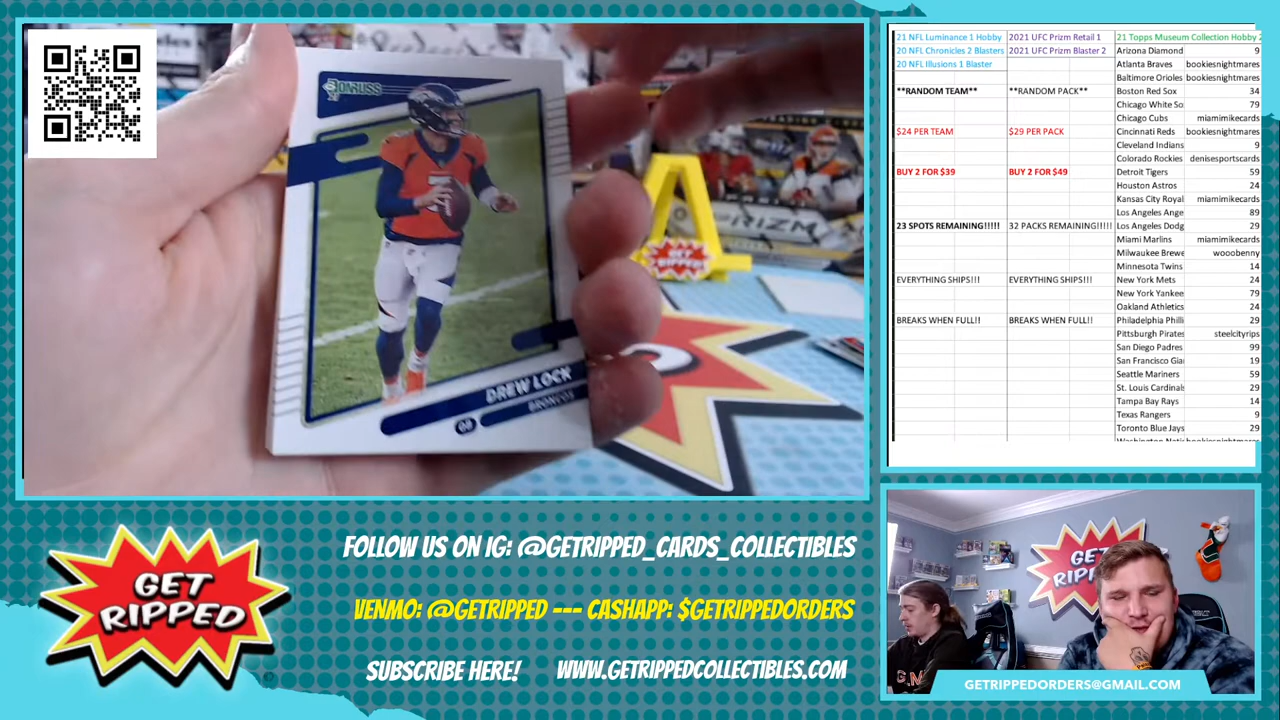 DONRUSS
DREW LOCK
QB
BRONCOS
PRIZM
GET
RIPPED
21 NFL Luminance 1 Hobby
20 NFL Chronicles 2 Blasters
20 NFL Illusions 1 Blaster
**RANDOM TEAM**
$24 PER TEAM
BUY 2 FOR $39
23 SPOTS REMAINING!!!!!
EVERYTHING SHIPS!!!
BREAKS WHEN FULL!!
2021 UFC Prizm Retail 1
2021 UFC Prizm Blaster 2
**RANDOM PACK**
$29 PER PACK
BUY 2 FOR $49
32 PACKS REMAINING!!!!!
EVERYTHING SHIPS!!!
BREAKS WHEN FULL!!
21 Topps Museum Collection Hobby 2
Arizona Diamond 9
Atlanta Braves bookiesnightmares
Baltimore Orioles bookiesnightmares
Boston Red Sox 34
Chicago White So 79
Chicago Cubs miamimikecards
Cincinnati Reds bookiesnightmares
Cleveland Indians 9
Colorado Rockies denisesportscards
Detroit Tigers 59
Houston Astros 24
Kansas City Royal miamimikecards
Los Angeles Ange 89
Los Angeles Dodg 29
Miami Marlins miamimikecards
Milwaukee Brewe wooobenny
Minnesota Twins 14
New York Mets 24
New York Yankee 79
Oakland Athletics 24
Philadelphia Philli 29
Pittsburgh Pirates steelcityrips
San Diego Padres 99
San Francisco Gia 19
Seattle Mariners 59
St. Louis Cardinals 29
Tampa Bay Rays 14
Texas Rangers 9
Toronto Blue Jays 29
Washington Nati bookiesnightmares
GET
RIPPED
FOLLOW US ON IG: @GETRIPPED_CARDS_COLLECTIBLES
VENMO: @GETRIPPED --- CASHAPP: $GETRIPPEDORDERS
SUBSCRIBE HERE! WWW.GETRIPPEDCOLLECTIBLES.COM
GET
GETRIPPEDORDERS@GMAIL.COM